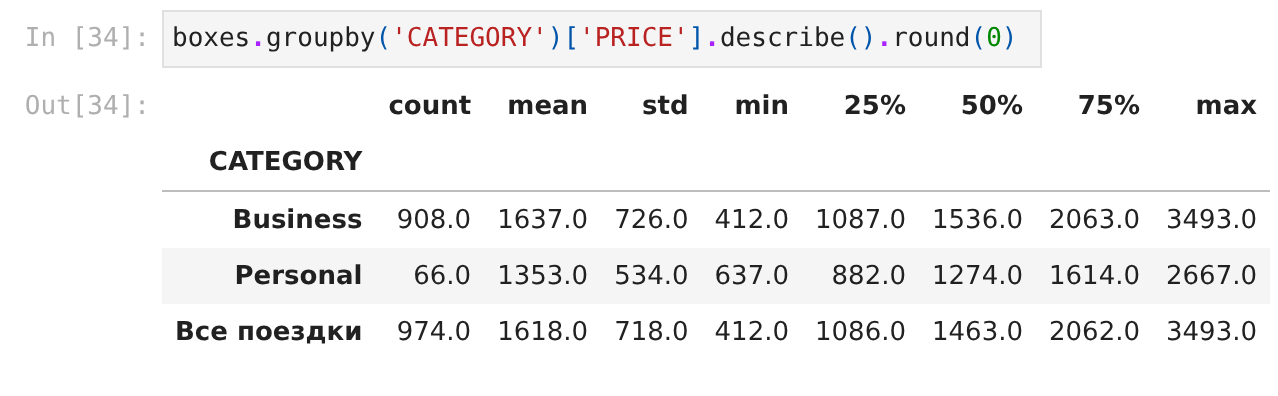 In [34]: boxes.groupby('CATEGORY')['PRICE'].describe().round(0)
Out[34]: count mean std min 25% 50% 75% max
CATEGORY
Business 908.0 1637.0 726.0 412.0 1087.0 1536.0 2063.0 3493.0
Personal 66.0 1353.0 534.0 637.0 882.0 1274.0 1614.0 2667.0
Все поездки 974.0 1618.0 718.0 412.0 1086.0 1463.0 2062.0 3493.0